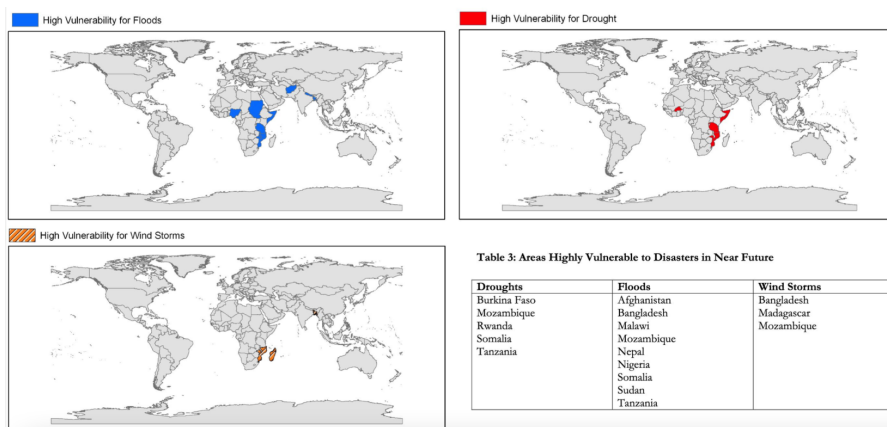 High Vulnerability for Floods
High Vulnerability for Drought
High Vulnerability for Wind Storms
Table 3: Areas Highly Vulnerable to Disasters in Near Future
Droughts Floods Wind Storms
Burkina Faso Afghanistan Bangladesh
Mozambique Bangladesh Madagascar
Rwanda Malawi Mozambique
Somalia Mozambique
Tanzania Nepal
Nigeria
Somalia
Sudan
Tanzania